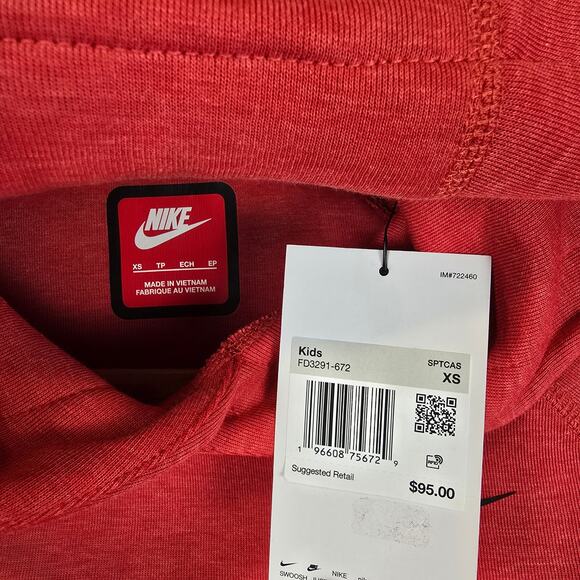 NIKE
XS TP ECH EP
MADE IN VIETNAM
FABRIQUE AU VIETNAM
IM#722460
Kids
FD3291-672
SPTCAS
XS
1 96608 75672 9
RFID
Suggested Retail
$95.00
NIKE
SWOOSH